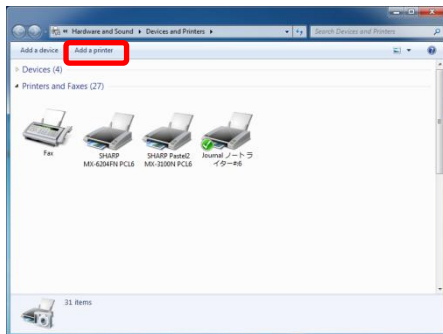 Hardware and Sound ▸ Devices and Printers ▸
Search Devices and Printers
Add a device
Add a printer
Devices (4)
Printers and Faxes (27)
Fax
SHARP
MX-6204FN PCL6
SHARP Pastel2
MX-3100N PCL6
Journal ノートラ
イター#6
31 items